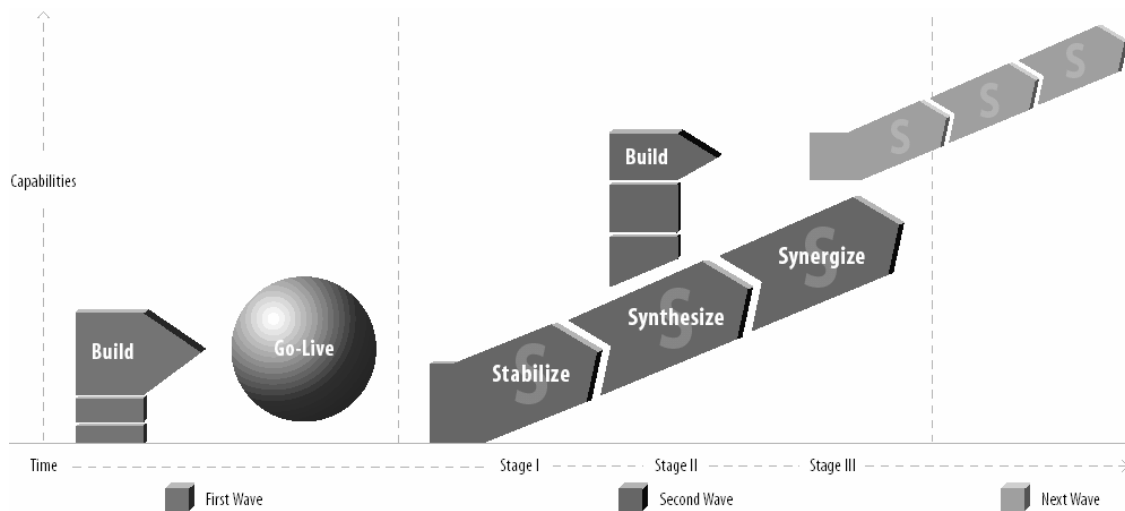 S
S
S
Build
Capabilities
S
Synergize
S
Synthesize
Build
Go-Live
S
Stabilize
Time
Stage I
Stage II
Stage III
First Wave
Second Wave
Next Wave